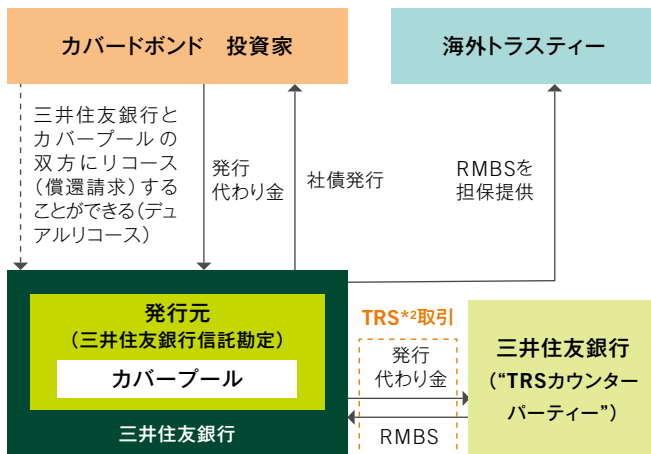 カバードボンド 投資家
海外トラスティー
三井住友銀行と
カバープールの
双方にリコース
(償還請求)する
ことができる(デュ
アルリコース)
発行
代わり金
社債発行
RMBSを
担保提供
発行元
(三井住友銀行信託勘定)
カバープール
三井住友銀行
TRS*2取引
発行
代わり金
RMBS
三井住友銀行
(“TRSカウンター
パーティー”)